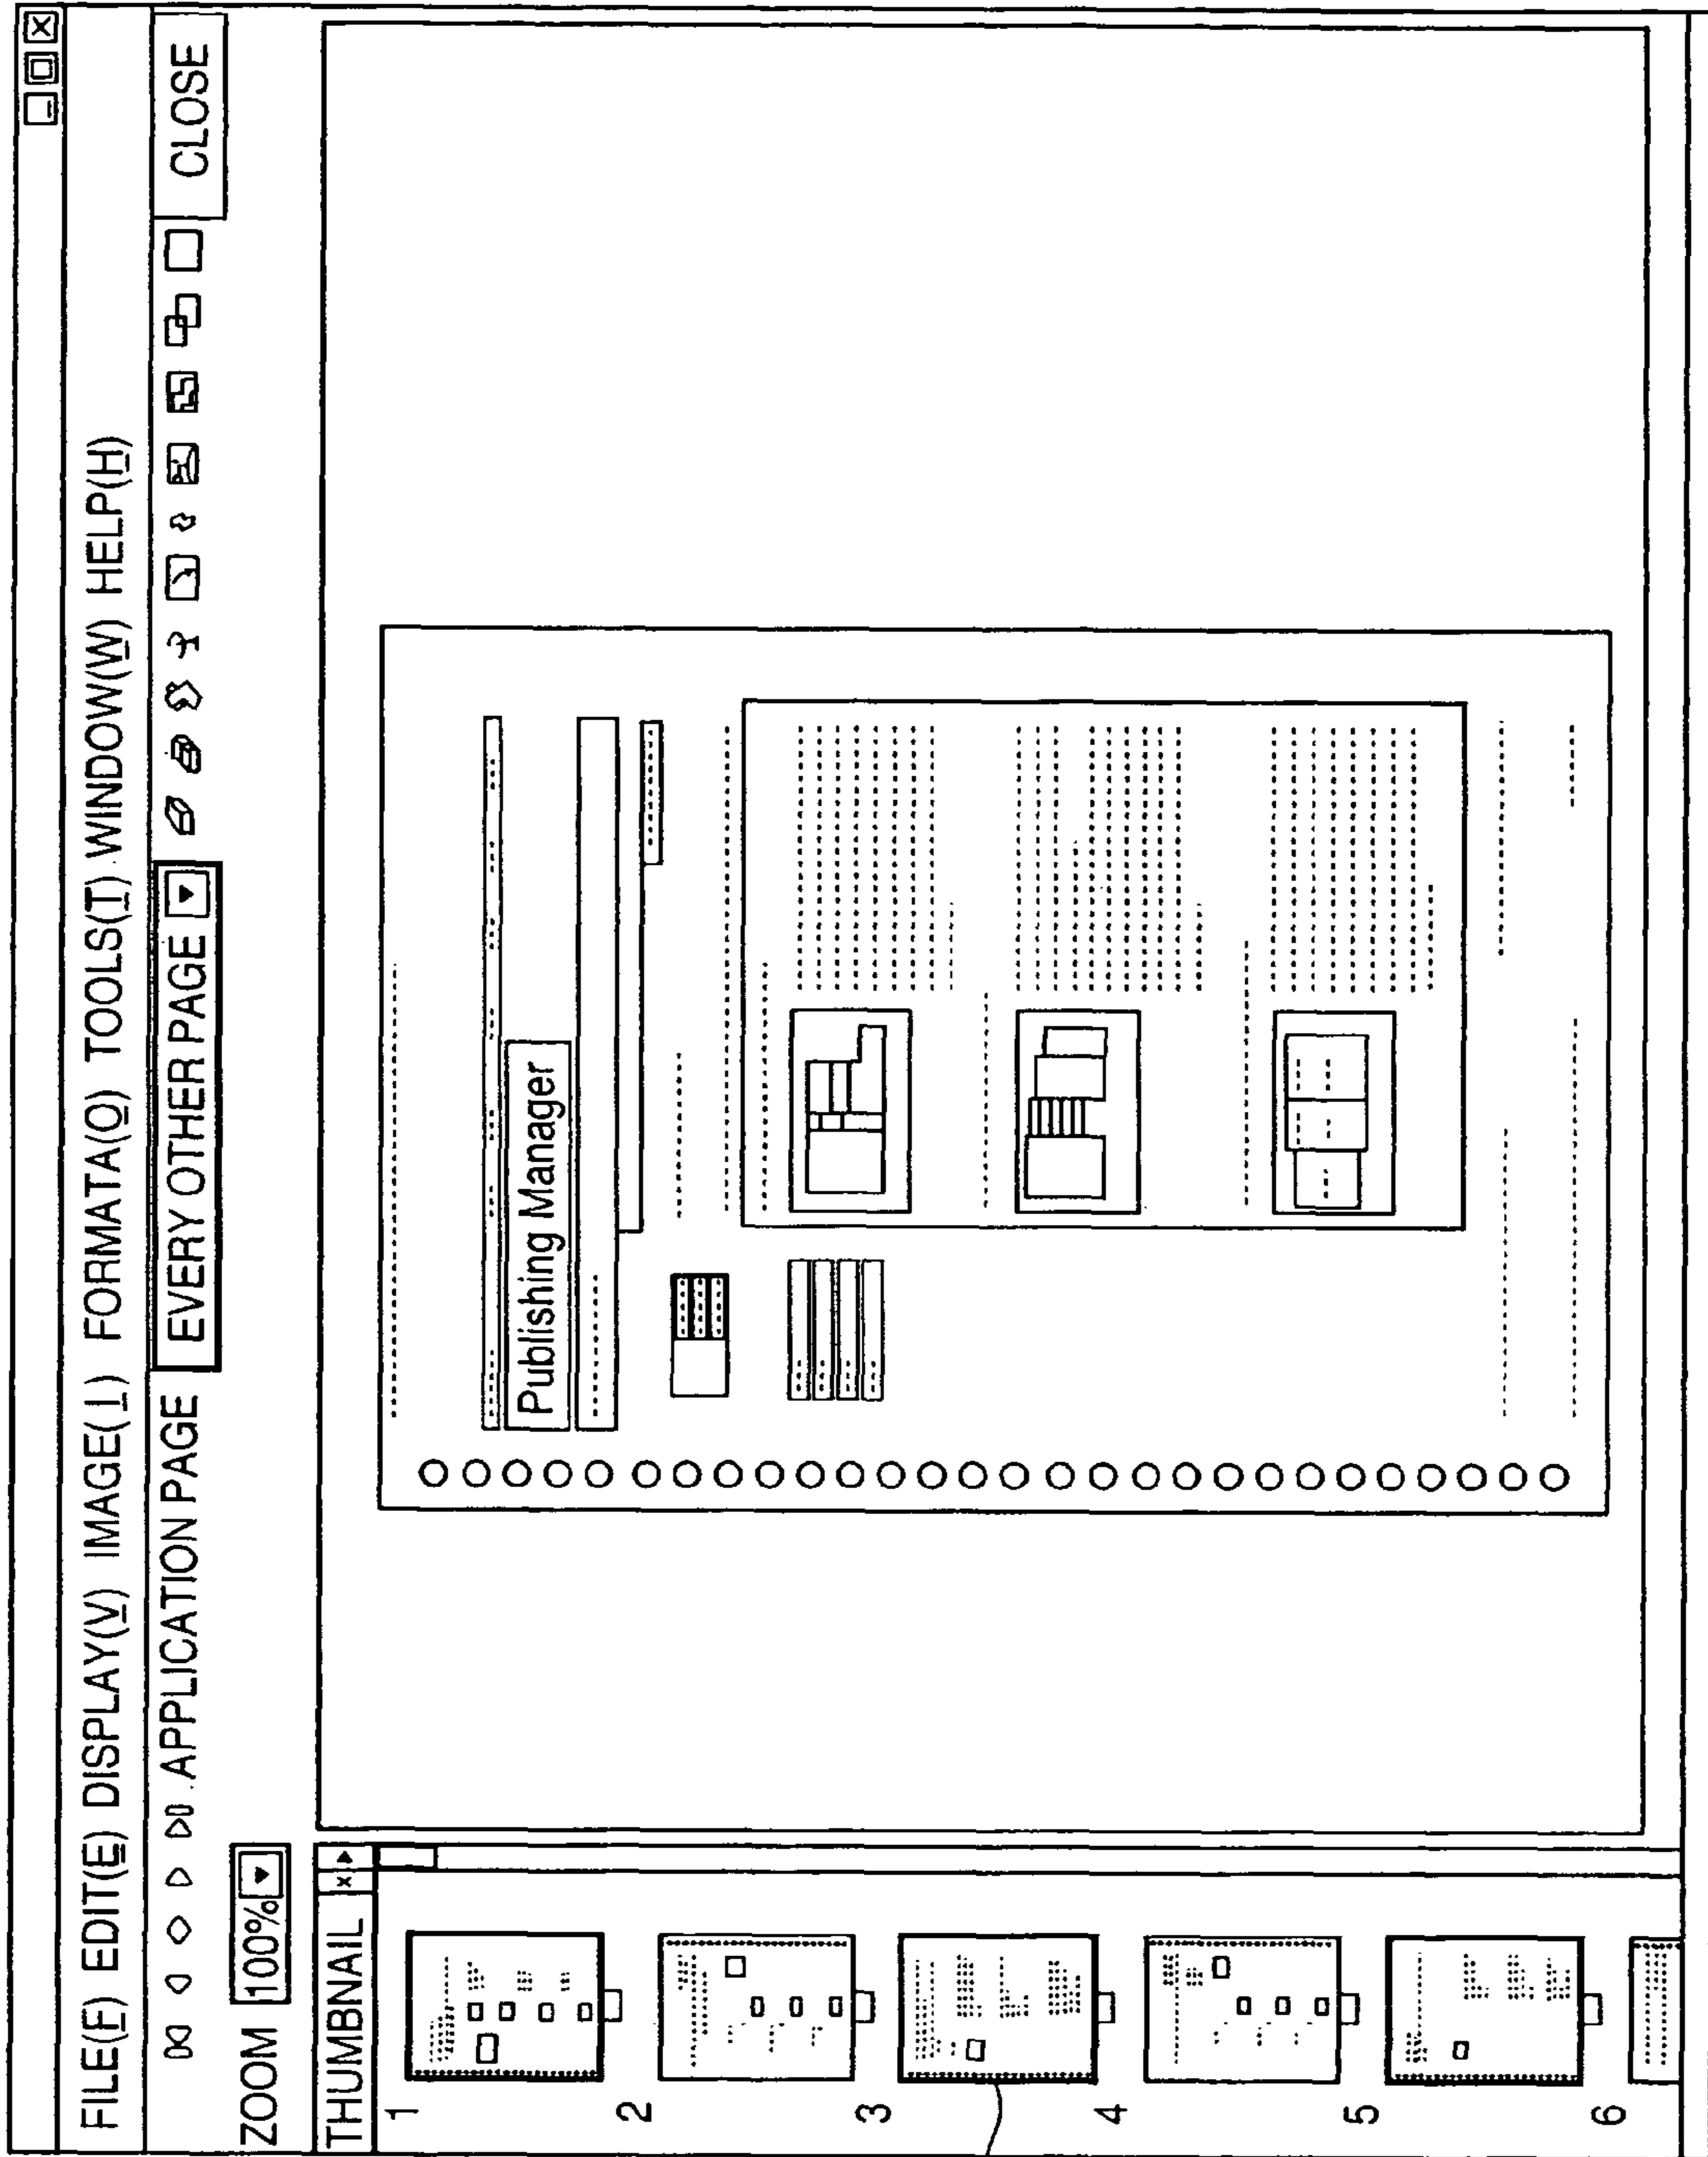 FILE(F) EDIT(E) DISPLAY(V) IMAGE(I) FORMATA(O) TOOLS(T) WINDOW(W) HELP(H)
APPLICATION PAGE EVERY OTHER PAGE CLOSE
ZOOM 100%
THUMBNAIL
1
2
3
4
5
6
Publishing Manager